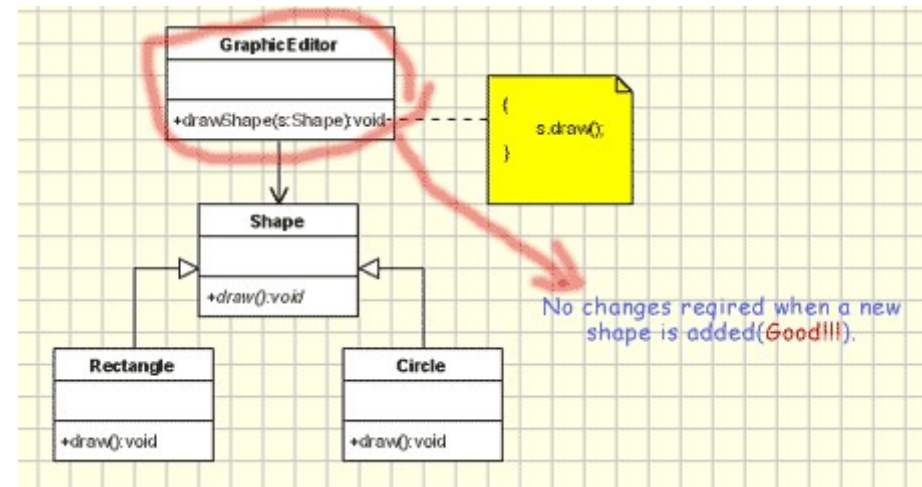 GraphicEditor
+drawShape(s:Shape):void
{
s.draw();
}
Shape
+draw():void
No changes reqired when a new
shape is added(Good!!!).
Rectangle
+draw():void
Circle
+draw():void